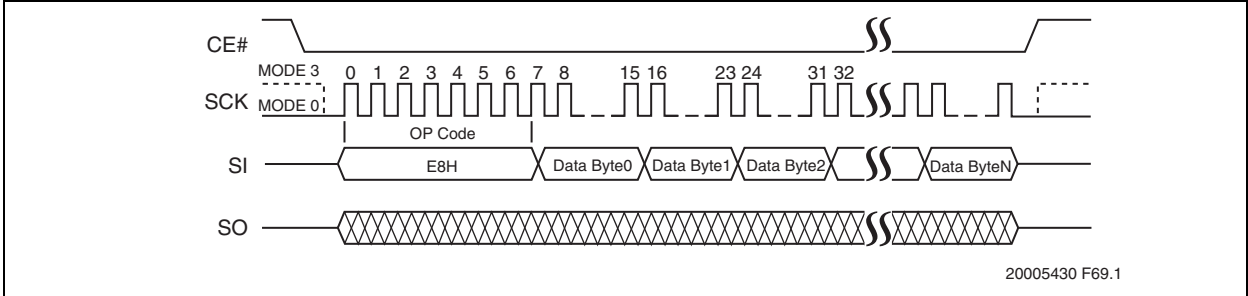 CE#
MODE 3 0 1 2 3 4 5 6 7 8 15 16 23 24 31 32
SCK MODE 0
OP Code
SI E8H Data Byte0 Data Byte1 Data Byte2 Data ByteN
SO
20005430 F69.1